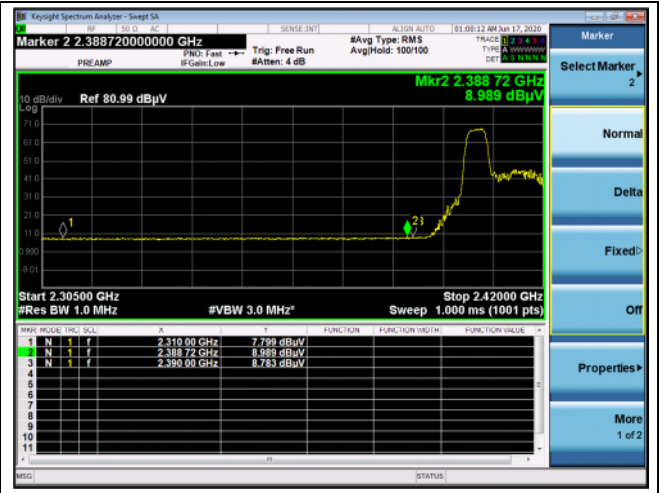 Keysight Spectrum Analyzer - Swept SA
RF 50 Ω AC SENSE:INT ALIGN AUTO 01:00:12 AM Jun 17, 2020
Marker 2 2.388720000000 GHz
PREAMP
PNO: Fast
IFGain:Low
Trig: Free Run
#Atten: 4 dB
#Avg Type: RMS
Avg|Hold: 100/100
TRACE 1 2 3 4 5 6
TYPE A WWWWW
DET A S N N N N
Mkr2 2.388 72 GHz
8.989 dBµV
10 dB/div Ref 80.99 dBµV
Log
71.0
61.0
51.0
41.0
31.0
21.0
11.0
0.990
-9.01
1
2
3
Start 2.30500 GHz Stop 2.42000 GHz
#Res BW 1.0 MHz #VBW 3.0 MHz* Sweep 1.000 ms (1001 pts)
MKR MODE TRC SCL X Y FUNCTION FUNCTION WIDTH FUNCTION VALUE
1 N 1 f 2.310 00 GHz 7.799 dBµV
2 N 1 f 2.388 72 GHz 8.989 dBµV
3 N 1 f 2.390 00 GHz 8.783 dBµV
4
5
6
7
8
9
10
11
MSG STATUS
Marker
Select Marker
2
Normal
Delta
Fixed
Off
Properties
More
1 of 2